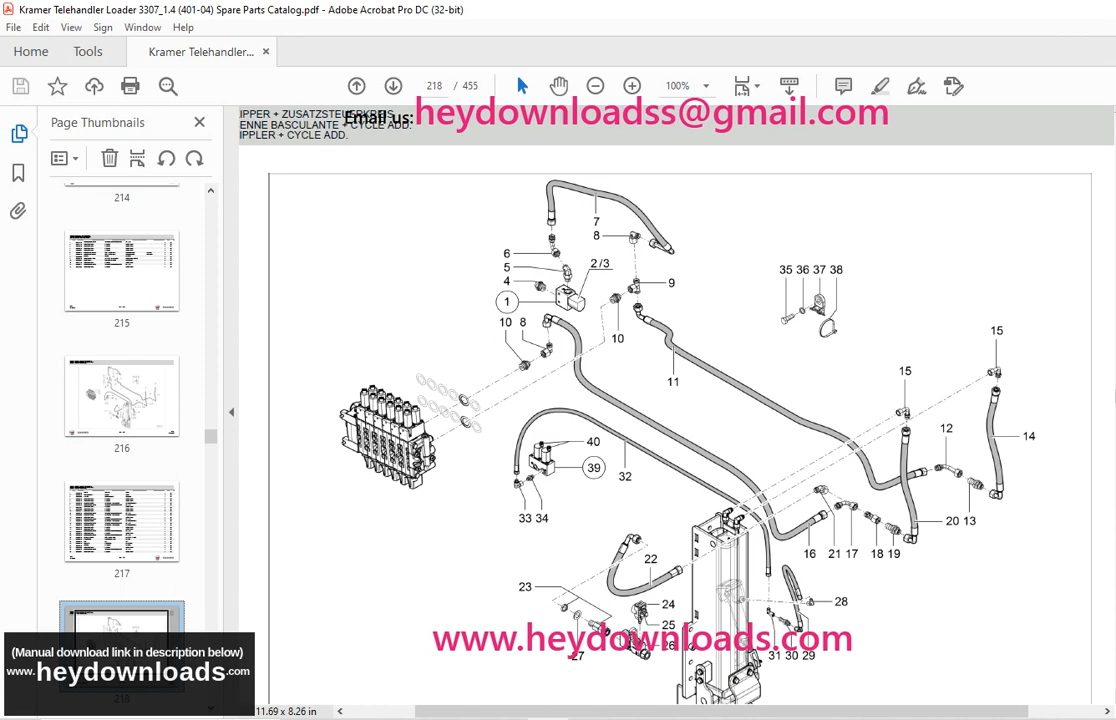 Kramer Telehandler Loader 3307_1.4 (401-04) Spare Parts Catalog.pdf - Adobe Acrobat Pro DC (32-bit)
File Edit View Sign Window Help
Home Tools Kramer Telehandler... ×
218 / 455 100%
Page Thumbnails
IPPER + ZUSATZSTEUERKREIS
ENNE BASCULANTE + CYCLE ADD.
IPPLER + CYCLE ADD.
Email us: heydownloadss@gmail.com
214
215
216
217
218
7
8
6
2/3
5
4
9
1
10 8
10
11
35 36 37 38
15
15
12
14
40
39
32
33 34
20 13
16 21 17 18 19
22
23
24
28
25
26
27
31 30 29
www.heydownloads.com
(Manual download link in description below)
www.heydownloads.com
11.69 x 8.26 in